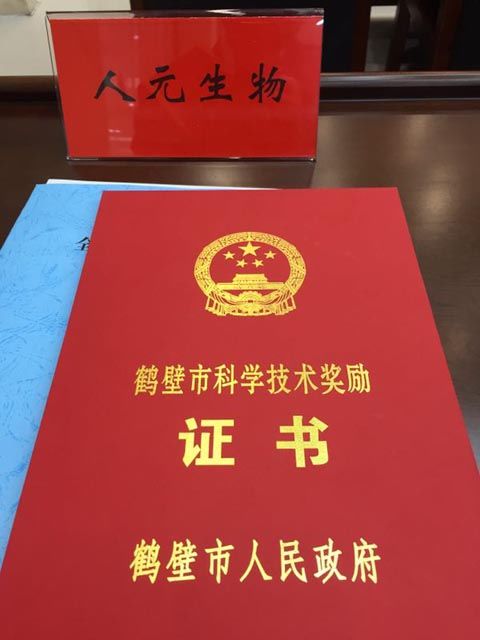 人元生物
鹤壁市科学技术奖励
证书
鹤壁市人民政府